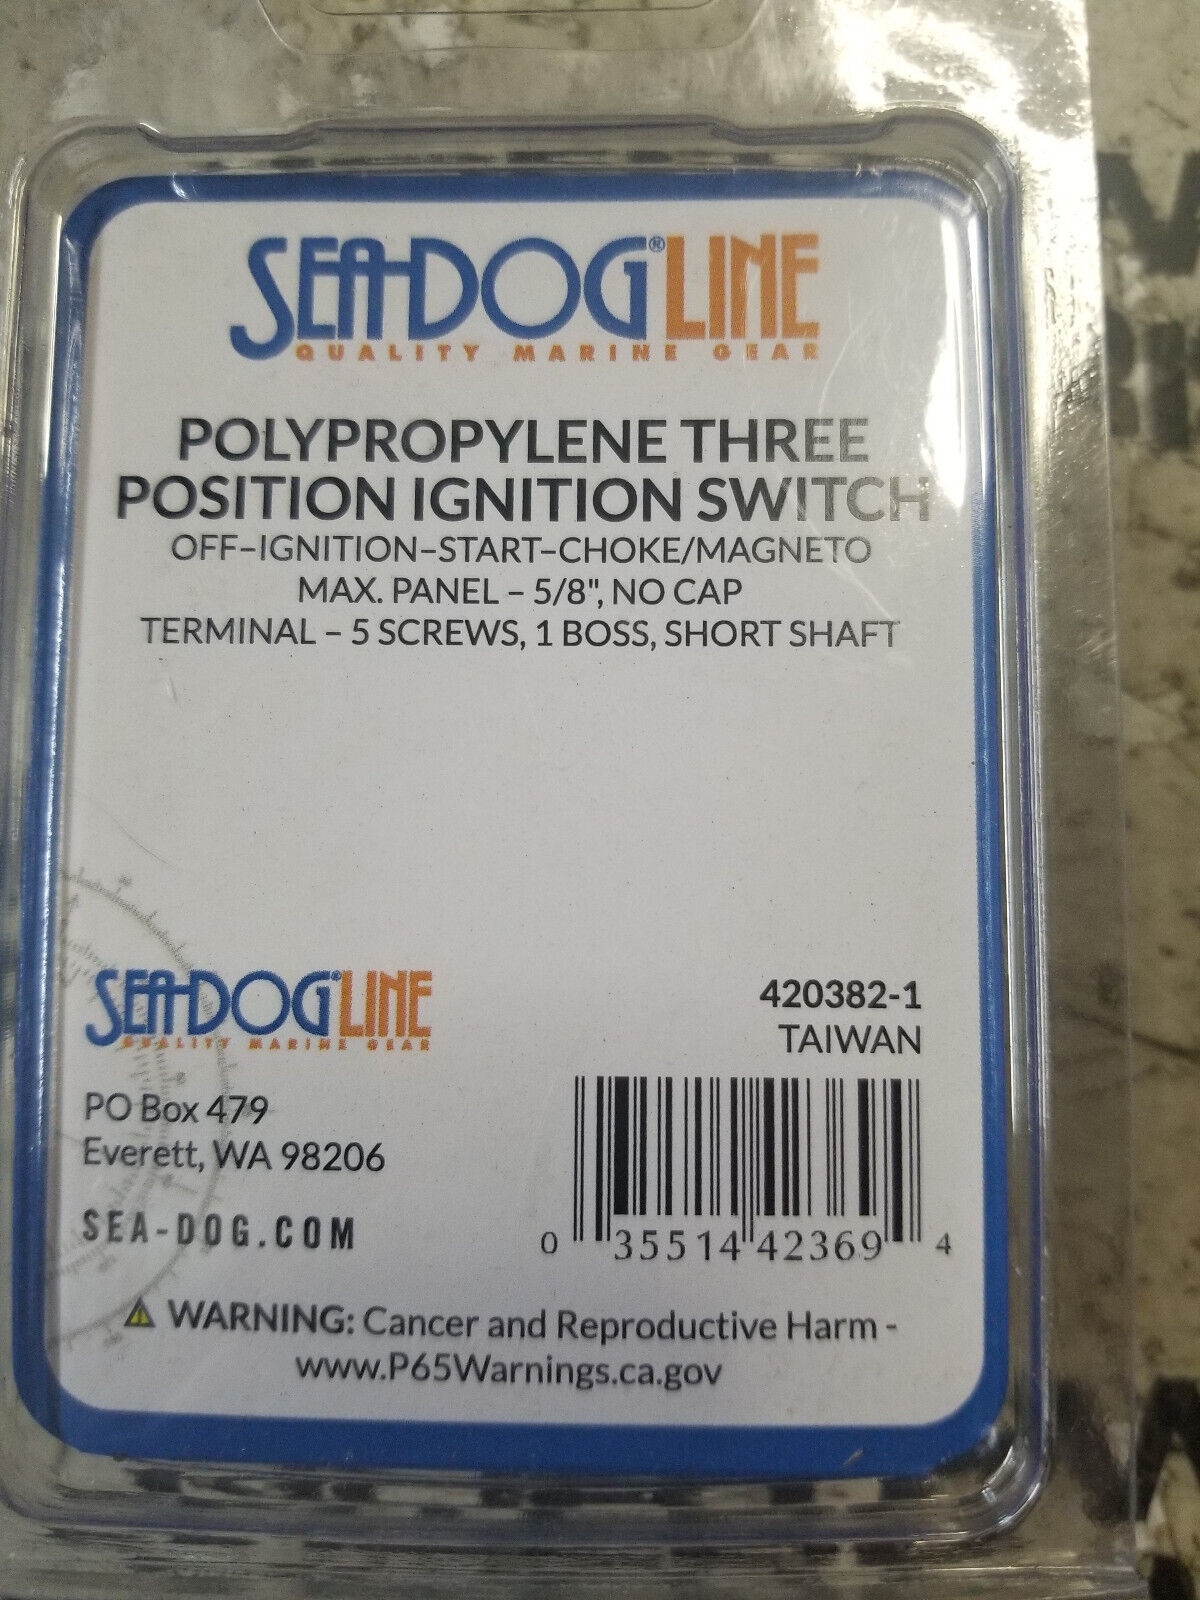 SEA-DOG® LINE
QUALITY MARINE GEAR
POLYPROPYLENE THREE
POSITION IGNITION SWITCH
OFF–IGNITION–START–CHOKE/MAGNETO
MAX. PANEL – 5/8", NO CAP
TERMINAL – 5 SCREWS, 1 BOSS, SHORT SHAFT
SEA-DOG® LINE
QUALITY MARINE GEAR
420382-1
TAIWAN
PO Box 479
Everett, WA 98206
SEA-DOG.COM
0 35514 42369 4
WARNING: Cancer and Reproductive Harm -
www.P65Warnings.ca.gov